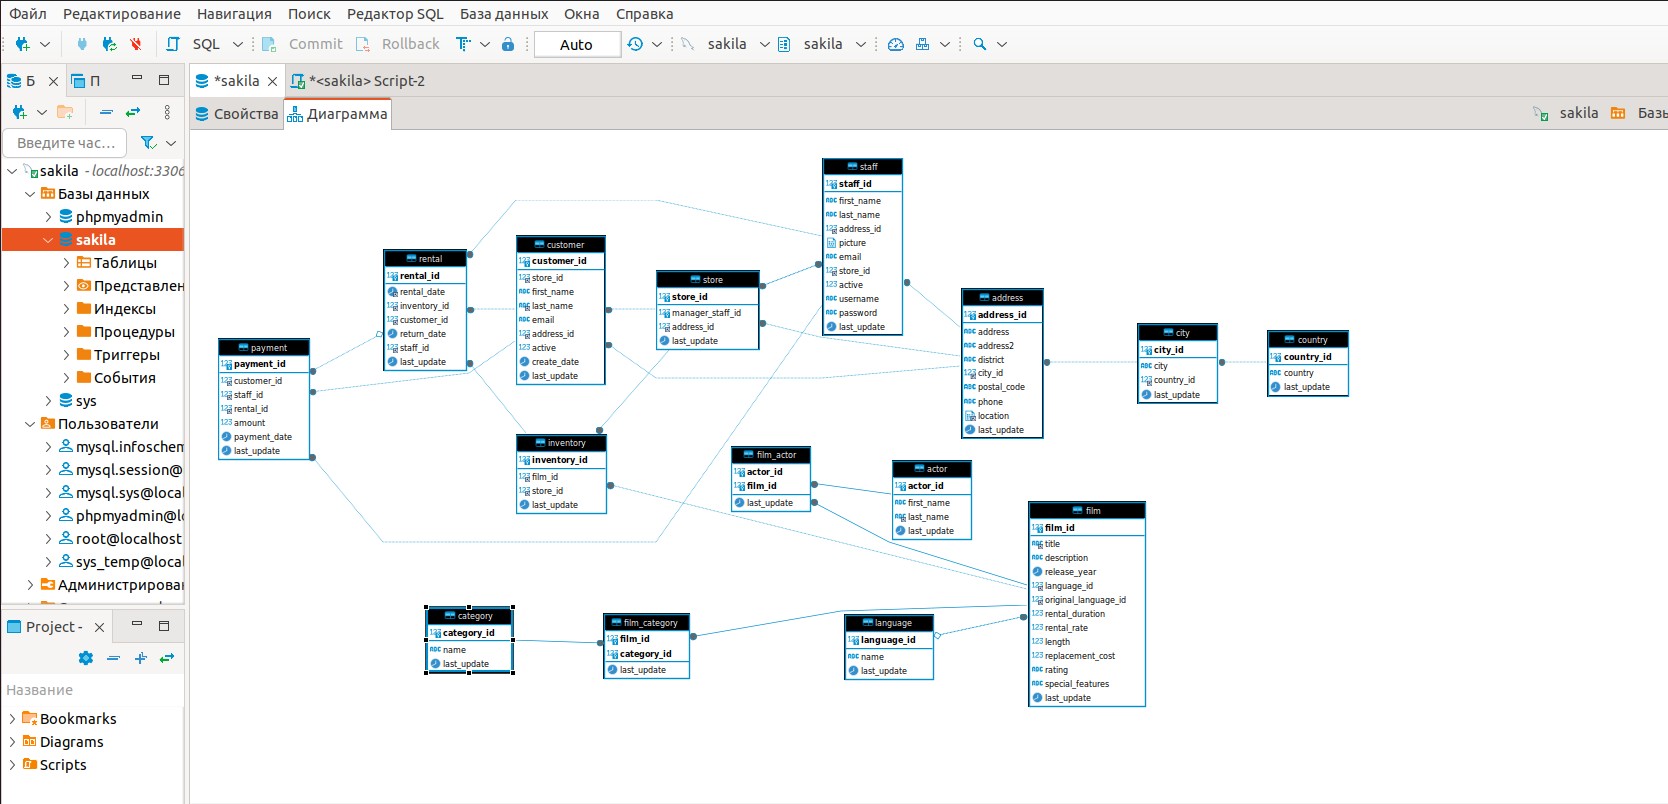 Файл Редактирование Навигация Поиск Редактор SQL База данных Окна Справка
SQL Commit Rollback Auto sakila sakila
Б П
Введите час...
sakila - localhost:3306
Базы данных
phpmyadmin
sakila
Таблицы
Представлен
Индексы
Процедуры
Триггеры
События
sys
Пользователи
mysql.infoschem
mysql.session@
mysql.sys@local
phpmyadmin@lo
root@localhost
sys_temp@local
Администрирова
Project -
Название
Bookmarks
Diagrams
Scripts
*sakila *<sakila> Script-2
Свойства Диаграмма sakila Базы
payment
payment_id
customer_id
staff_id
rental_id
amount
payment_date
last_update
rental
rental_id
rental_date
inventory_id
customer_id
return_date
staff_id
last_update
customer
customer_id
store_id
first_name
last_name
email
address_id
active
create_date
last_update
store
store_id
manager_staff_id
address_id
last_update
staff
staff_id
first_name
last_name
address_id
picture
email
store_id
active
username
password
last_update
address
address_id
address
address2
district
city_id
postal_code
phone
location
last_update
city
city_id
city
country_id
last_update
country
country_id
country
last_update
inventory
inventory_id
film_id
store_id
last_update
film_actor
actor_id
film_id
last_update
actor
actor_id
first_name
last_name
last_update
film
film_id
title
description
release_year
language_id
original_language_id
rental_duration
rental_rate
length
replacement_cost
rating
special_features
last_update
category
category_id
name
last_update
film_category
film_id
category_id
last_update
language
language_id
name
last_update